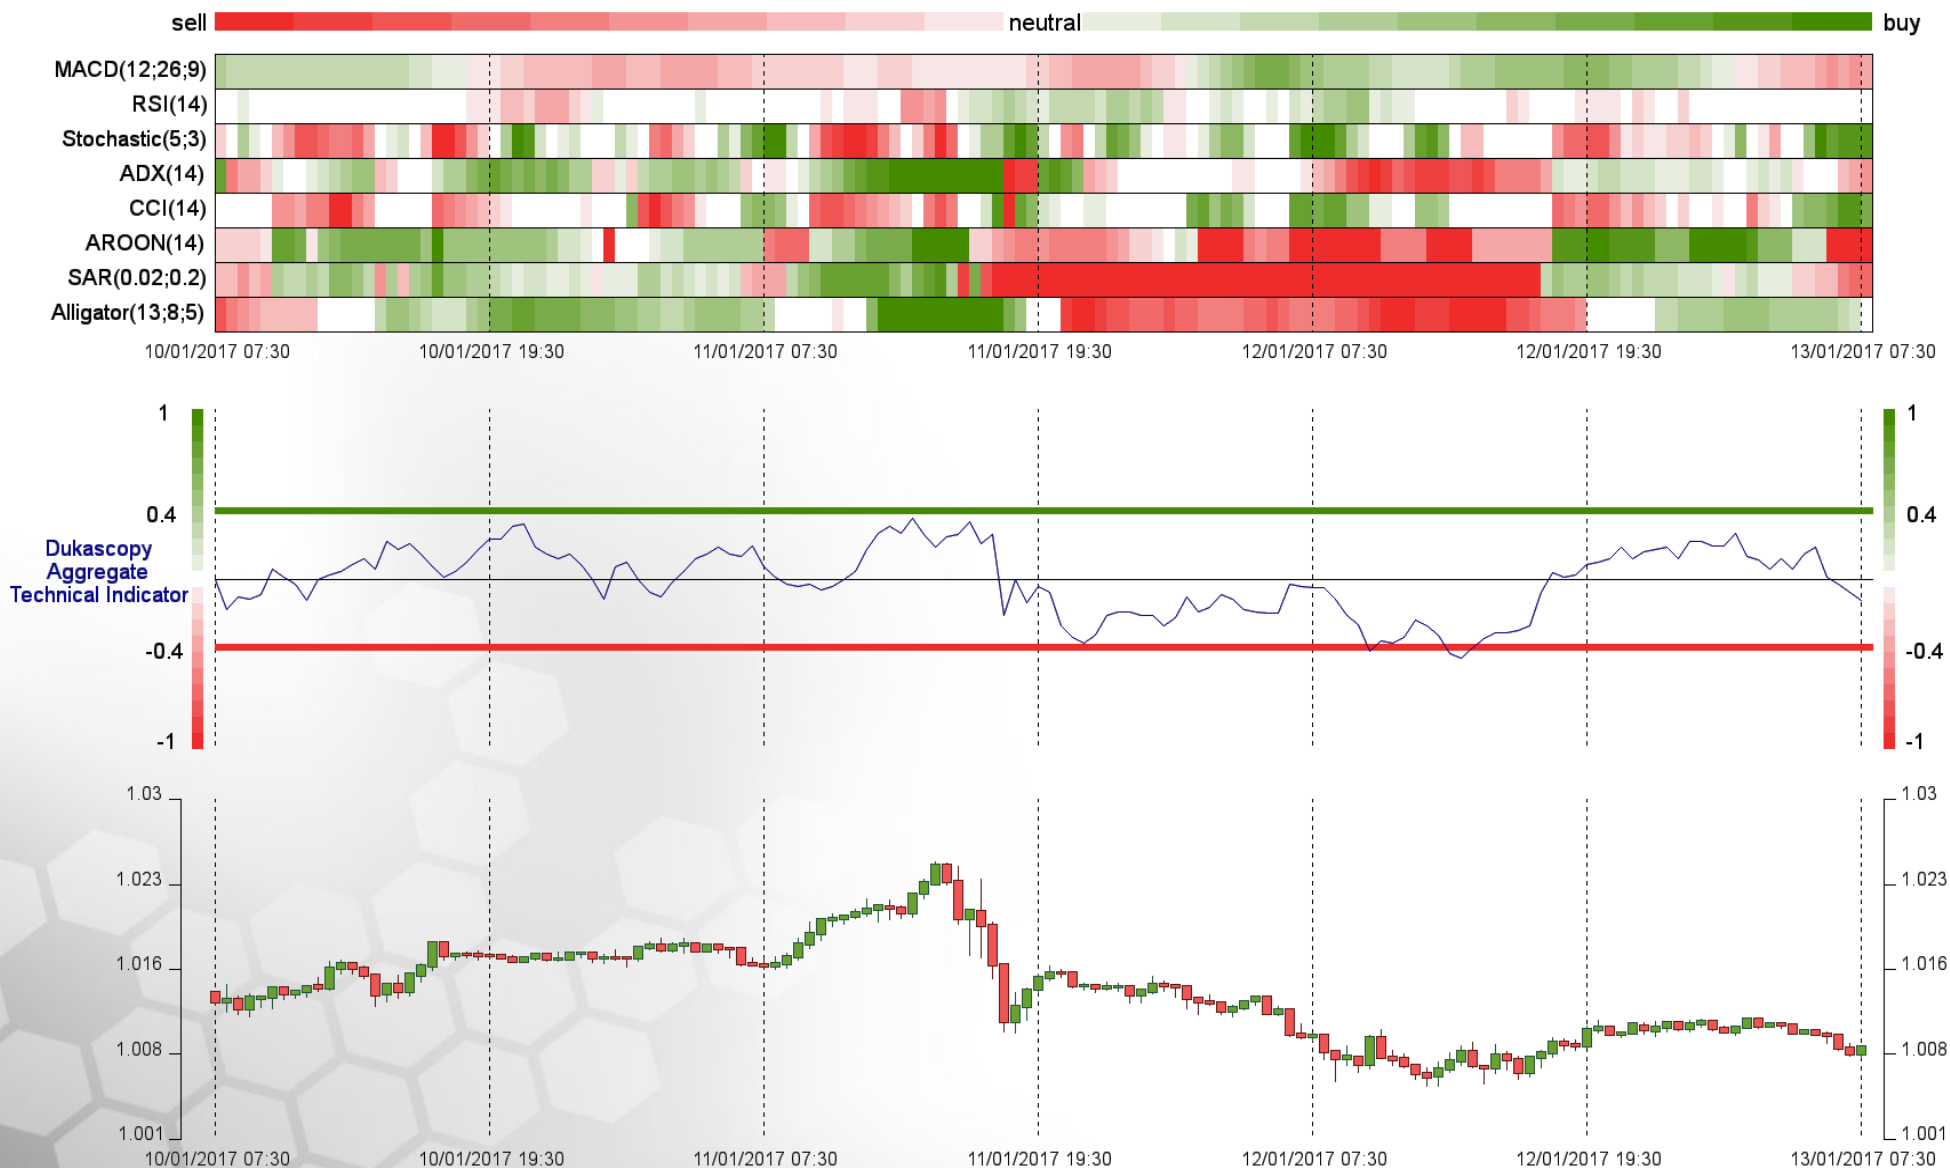 sell neutral buy
MACD(12;26;9)
RSI(14)
Stochastic(5;3)
ADX(14)
CCI(14)
AROON(14)
SAR(0.02;0.2)
Alligator(13;8;5)
10/01/2017 07:30 10/01/2017 19:30 11/01/2017 07:30 11/01/2017 19:30 12/01/2017 07:30 12/01/2017 19:30 13/01/2017 07:30
1 1
0.4 0.4
Dukascopy
Aggregate
Technical Indicator
-0.4 -0.4
-1 -1
1.03 1.03
1.023 1.023
1.016 1.016
1.008 1.008
1.001 1.001
10/01/2017 07:30 10/01/2017 19:30 11/01/2017 07:30 11/01/2017 19:30 12/01/2017 07:30 12/01/2017 19:30 13/01/2017 07:30